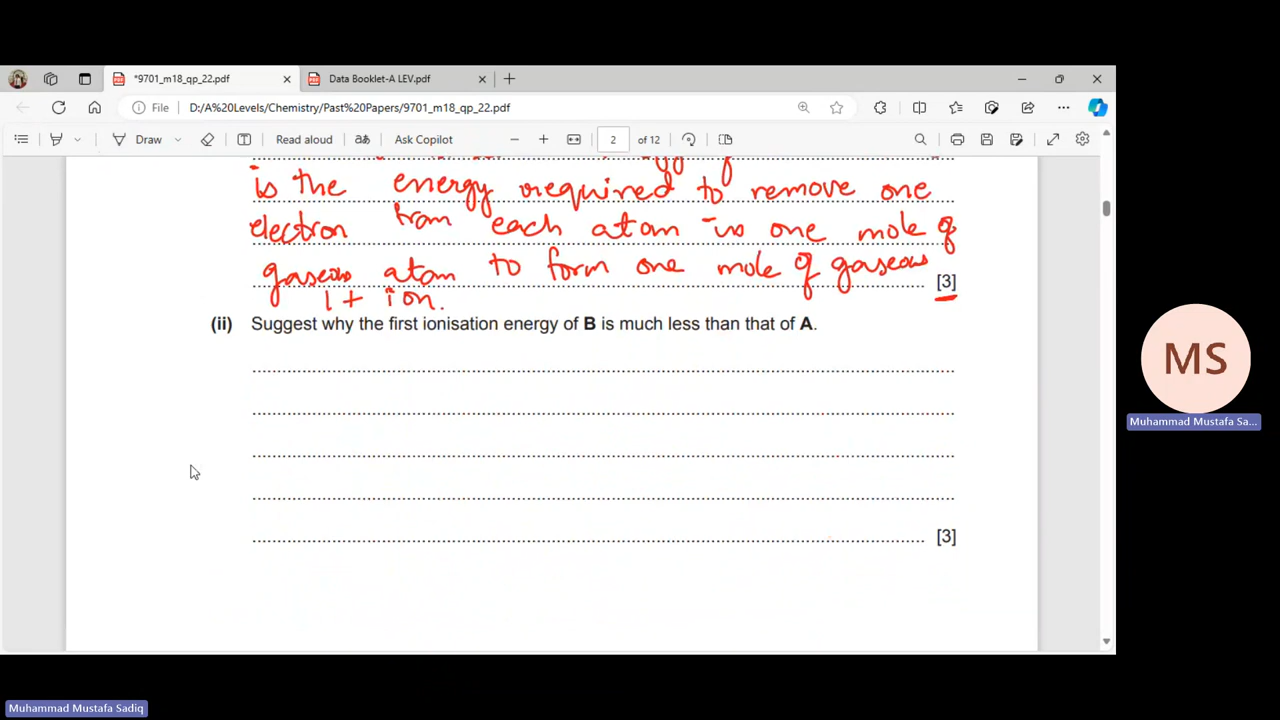 *9701_m18_qp_22.pdf
Data Booklet-A LEV.pdf
File
D:/A%20Levels/Chemistry/Past%20Papers/9701_m18_qp_22.pdf
Draw
Read aloud
aあ
Ask Copilot
2
of 12
is the energy required to remove one
electron from each atom in one mole of
gaseous atom to form one mole of gaseous
[3]
1+ ion.
(ii) Suggest why the first ionisation energy of B is much less than that of A.
[3]
MS
Muhammad Mustafa Sa...
Muhammad Mustafa Sadiq